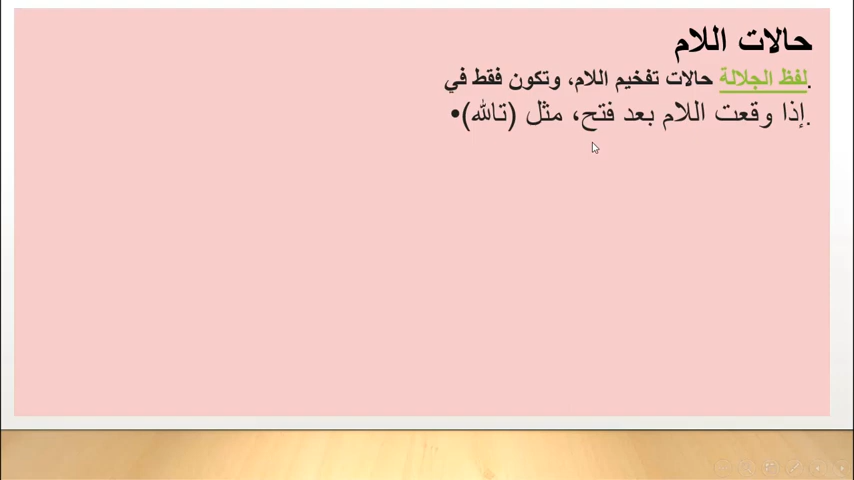 حالات اللام
.لفظ الجلالة حالات تفخيم اللام، وتكون فقط في
.إذا وقعت اللام بعد فتح، مثل (تالله)•